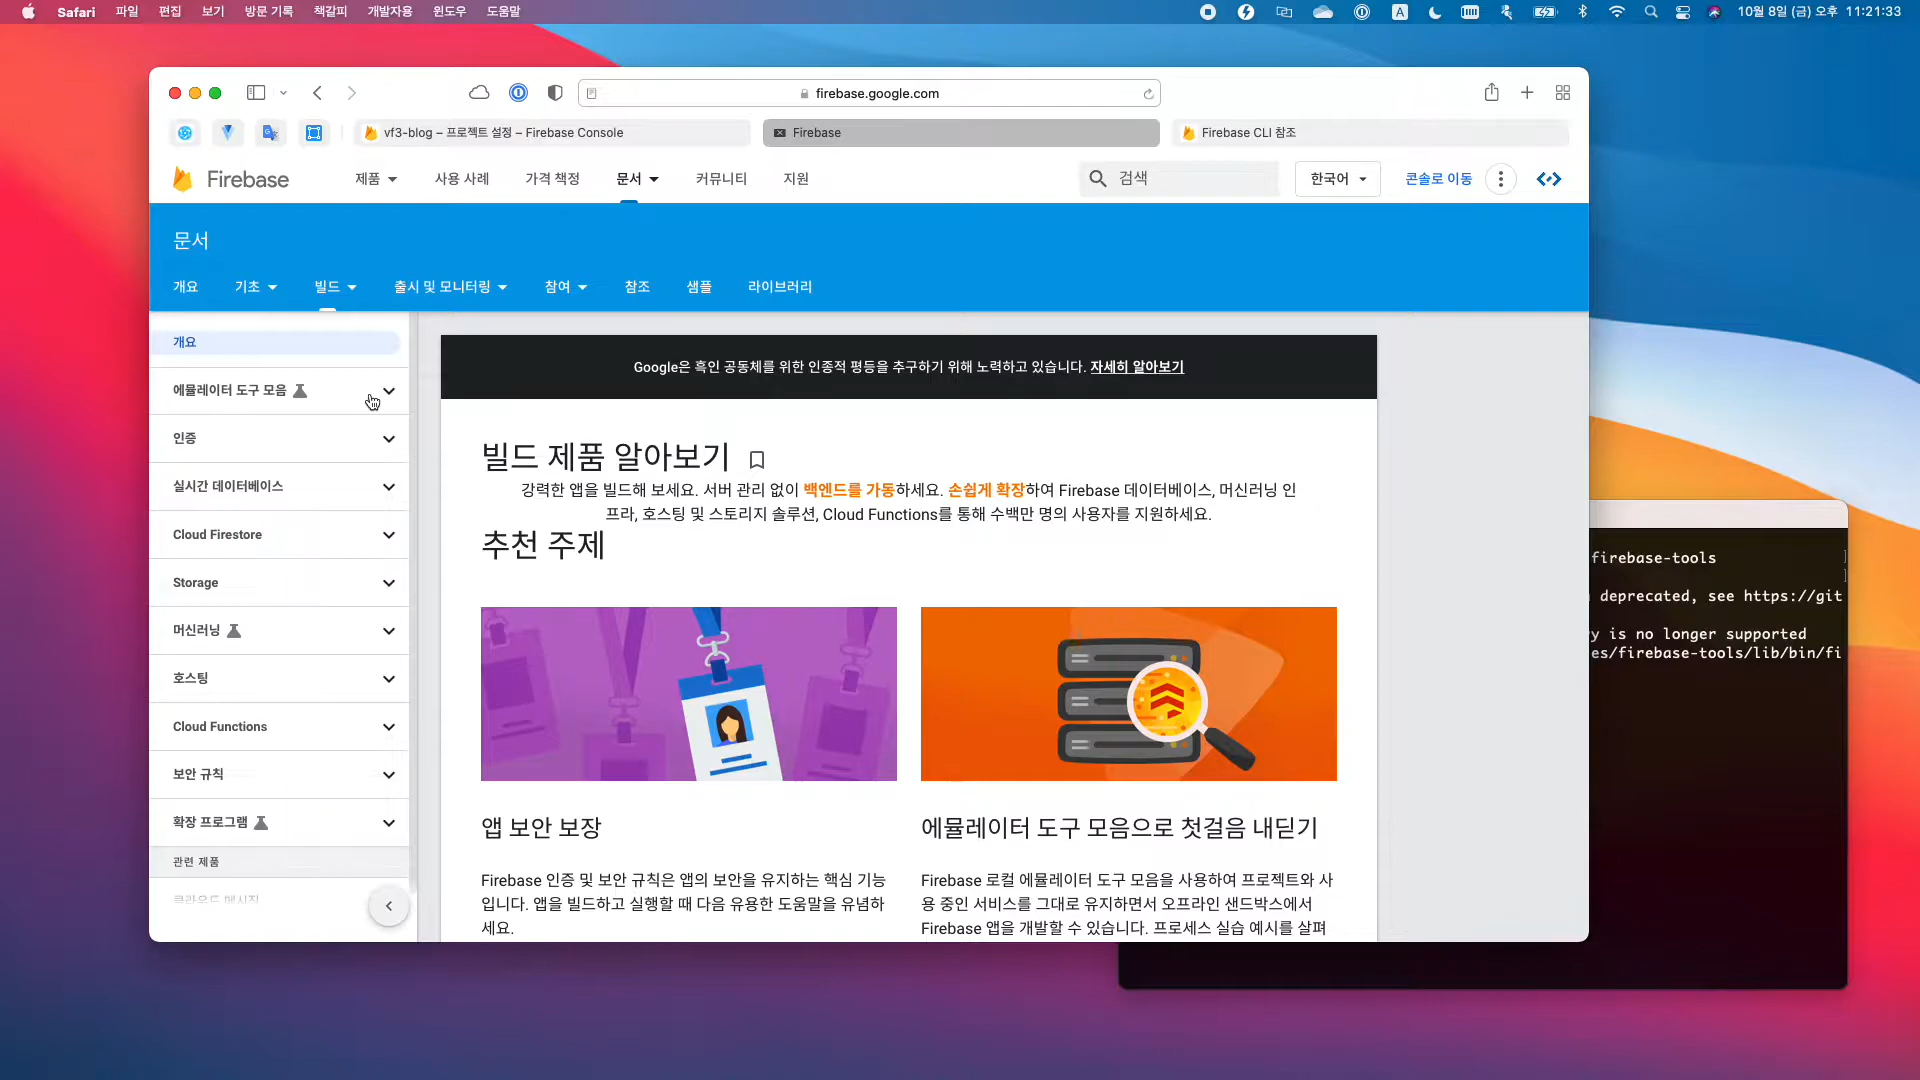 Safari 파일 편집 보기 방문 기록 책갈피 개발자용 윈도우 도움말
A
10월 8일 (금) 오후 11:21:33
firebase.google.com
vf3-blog – 프로젝트 설정 – Firebase Console
Firebase
Firebase CLI 참조
Firebase
제품 사용 사례 가격 책정 문서 커뮤니티 지원
검색
한국어
콘솔로 이동
문서
개요 기초 빌드 출시 및 모니터링 참여 참조 샘플 라이브러리
개요
에뮬레이터 도구 모음
인증
실시간 데이터베이스
Cloud Firestore
Storage
머신러닝
호스팅
Cloud Functions
보안 규칙
확장 프로그램
관련 제품
클라우드 메시징
Google은 흑인 공동체를 위한 인종적 평등을 추구하기 위해 노력하고 있습니다. 자세히 알아보기
빌드 제품 알아보기
강력한 앱을 빌드해 보세요. 서버 관리 없이 백엔드를 가동하세요. 손쉽게 확장하여 Firebase 데이터베이스, 머신러닝 인
프라, 호스팅 및 스토리지 솔루션, Cloud Functions를 통해 수백만 명의 사용자를 지원하세요.
추천 주제
앱 보안 보장
Firebase 인증 및 보안 규칙은 앱의 보안을 유지하는 핵심 기능
입니다. 앱을 빌드하고 실행할 때 다음 유용한 도움말을 유념하
세요.
에뮬레이터 도구 모음으로 첫걸음 내딛기
Firebase 로컬 에뮬레이터 도구 모음을 사용하여 프로젝트와 사
용 중인 서비스를 그대로 유지하면서 오프라인 샌드박스에서
Firebase 앱을 개발할 수 있습니다. 프로세스 실습 예시를 살펴
firebase-tools
deprecated, see https://git
y is no longer supported
es/firebase-tools/lib/bin/fi